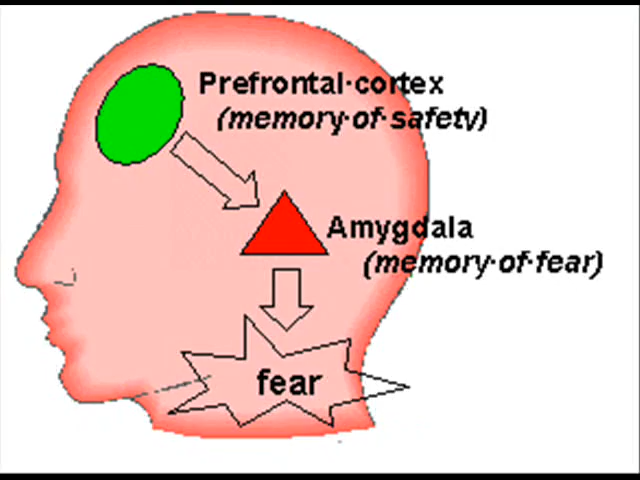 Prefrontal·cortex
(memory·of·safety)
Amygdala
(memory·of·fear)
fear